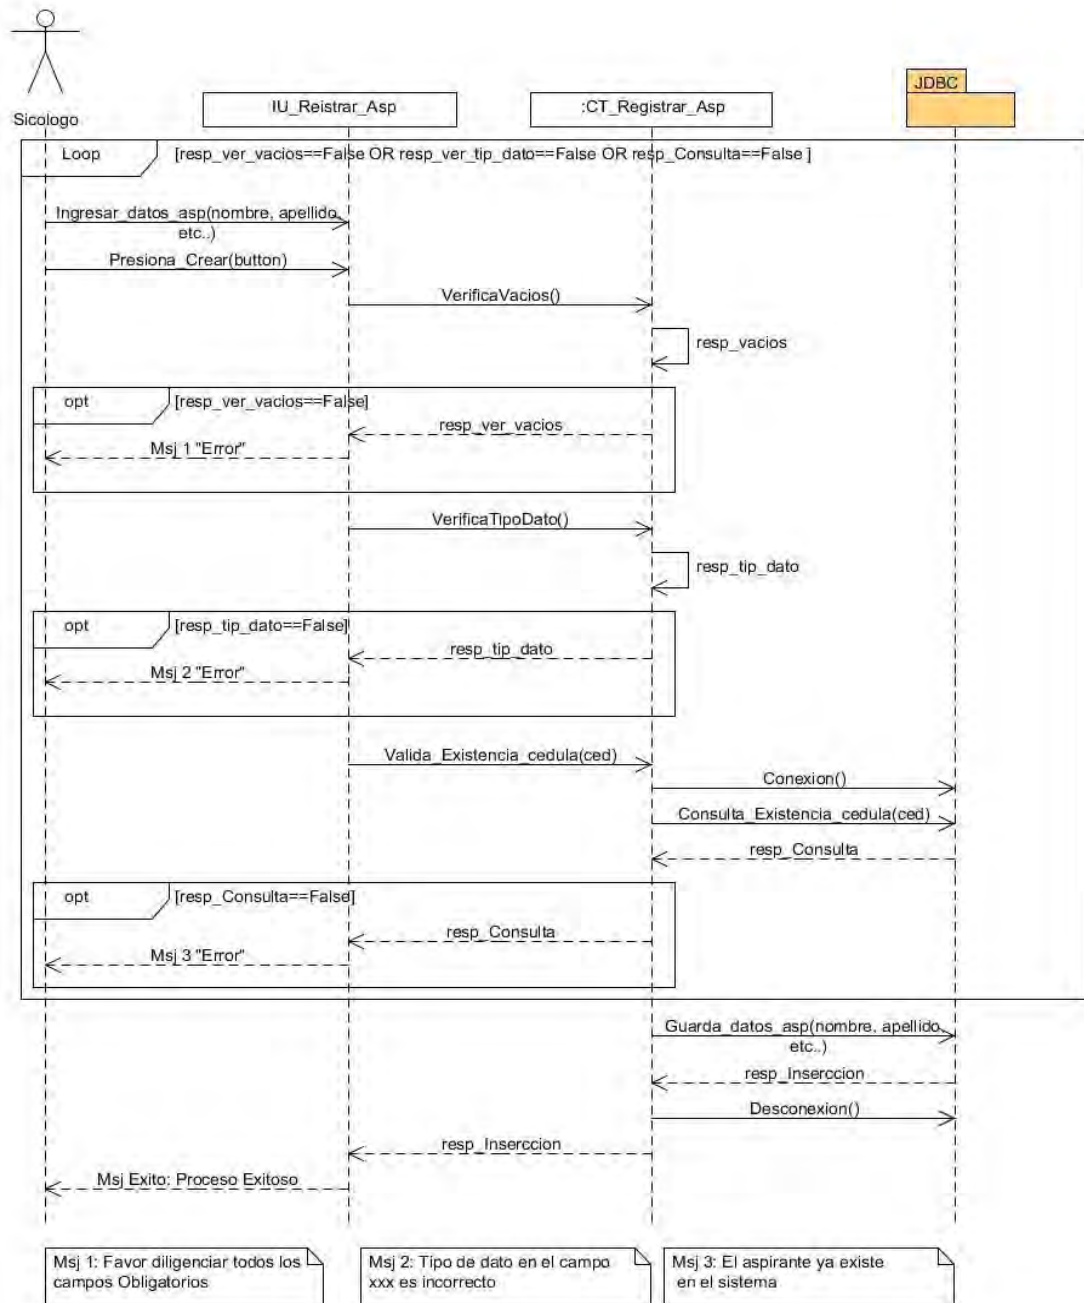 JDBC
IU_Reistrar_Asp
:CT_Registrar_Asp
Sicologo
Loop
[resp_ver_vacios==False OR resp_ver_tip_dato==False OR resp_Consulta==False ]
Ingresar_datos_asp(nombre, apellido,
etc..)
Presiona_Crear(button)
VerificaVacios()
resp_vacios
opt
[resp_ver_vacios==False]
resp_ver_vacios
Msj 1 "Error"
VerificaTipoDato()
resp_tip_dato
opt
[resp_tip_dato==False]
resp_tip_dato
Msj 2 "Error"
Valida_Existencia_cedula(ced)
Conexion()
Consulta_Existencia_cedula(ced)
resp_Consulta
opt
[resp_Consulta==False]
resp_Consulta
Msj 3 "Error"
Guarda_datos_asp(nombre, apellido,
etc..)
resp_Inserccion
Desconexion()
resp_Inserccion
Msj Exito: Proceso Exitoso
Msj 1: Favor diligenciar todos los
campos Obligatorios
Msj 2: Tipo de dato en el campo
xxx es incorrecto
Msj 3: El aspirante ya existe
en el sistema